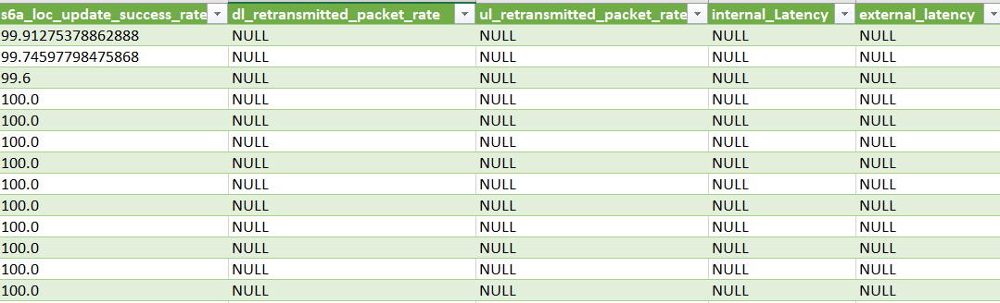 s6a_loc_update_success_rate dl_retransmitted_packet_rate ul_retransmitted_packet_rate internal_Latency external_latency
99.91275378862888 NULL NULL NULL NULL
99.74597798475868 NULL NULL NULL NULL
99.6 NULL NULL NULL NULL
100.0 NULL NULL NULL NULL
100.0 NULL NULL NULL NULL
100.0 NULL NULL NULL NULL
100.0 NULL NULL NULL NULL
100.0 NULL NULL NULL NULL
100.0 NULL NULL NULL NULL
100.0 NULL NULL NULL NULL
100.0 NULL NULL NULL NULL
100.0 NULL NULL NULL NULL
100.0 NULL NULL NULL NULL